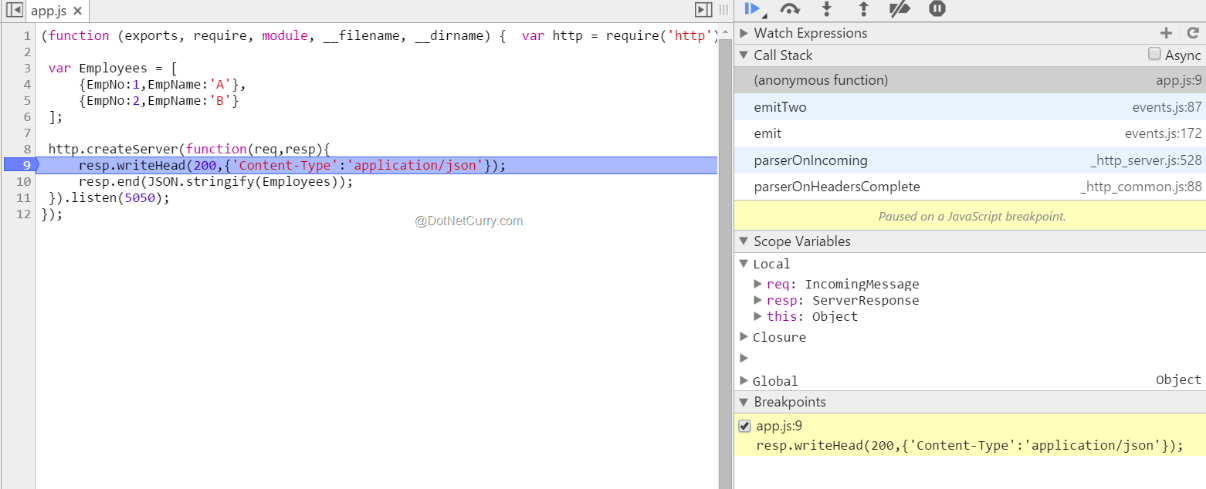 app.js ×
1 (function (exports, require, module, __filename, __dirname) {  var http = require('http')
2
3 var Employees = [
4 {EmpNo:1,EmpName:'A'},
5 {EmpNo:2,EmpName:'B'}
6 ];
7
8 http.createServer(function(req,resp){
9 resp.writeHead(200,{'Content-Type':'application/json'});
10 resp.end(JSON.stringify(Employees));
11 }).listen(5050);
12 });
@DotNetCurry.com
Watch Expressions
Call Stack Async
(anonymous function) app.js:9
emitTwo events.js:87
emit events.js:172
parserOnIncoming _http_server.js:528
parserOnHeadersComplete _http_common.js:88
Paused on a JavaScript breakpoint.
Scope Variables
Local
req: IncomingMessage
resp: ServerResponse
this: Object
Closure
Global Object
Breakpoints
app.js:9
resp.writeHead(200,{'Content-Type':'application/json'});